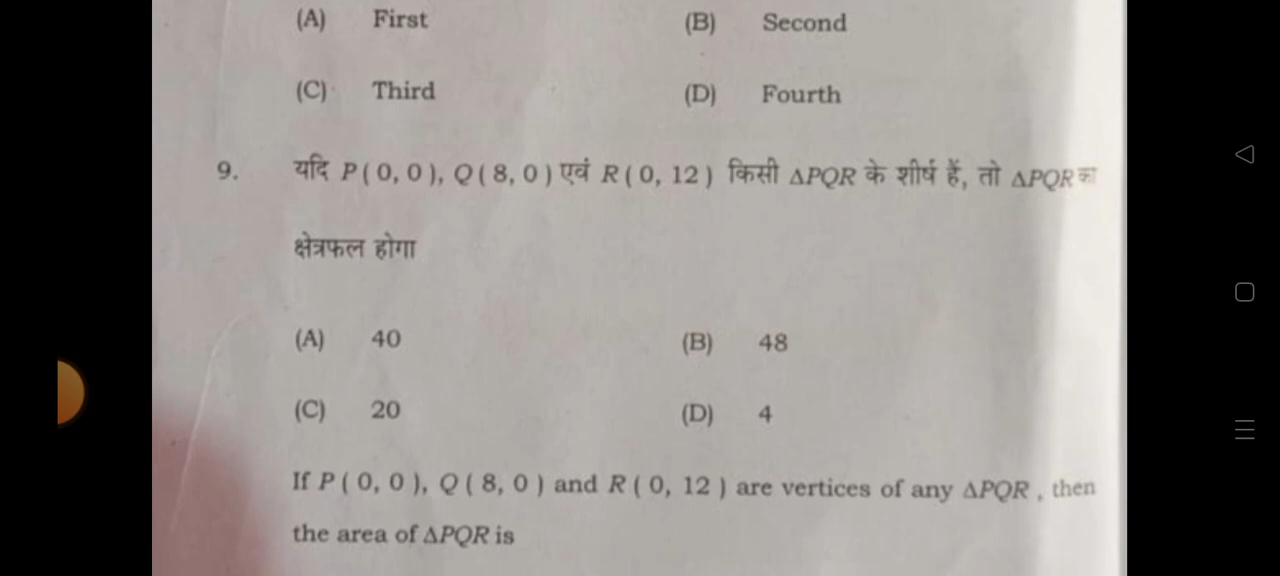 (A) First (B) Second
(C) Third (D) Fourth
9. यदि P ( 0, 0 ), Q ( 8, 0 ) एवं R ( 0, 12 ) किसी ΔPQR के शीर्ष हैं, तो ΔPQR का
क्षेत्रफल होगा
(A) 40 (B) 48
(C) 20 (D) 4
If P ( 0, 0 ), Q ( 8, 0 ) and R ( 0, 12 ) are vertices of any ΔPQR , then
the area of ΔPQR is